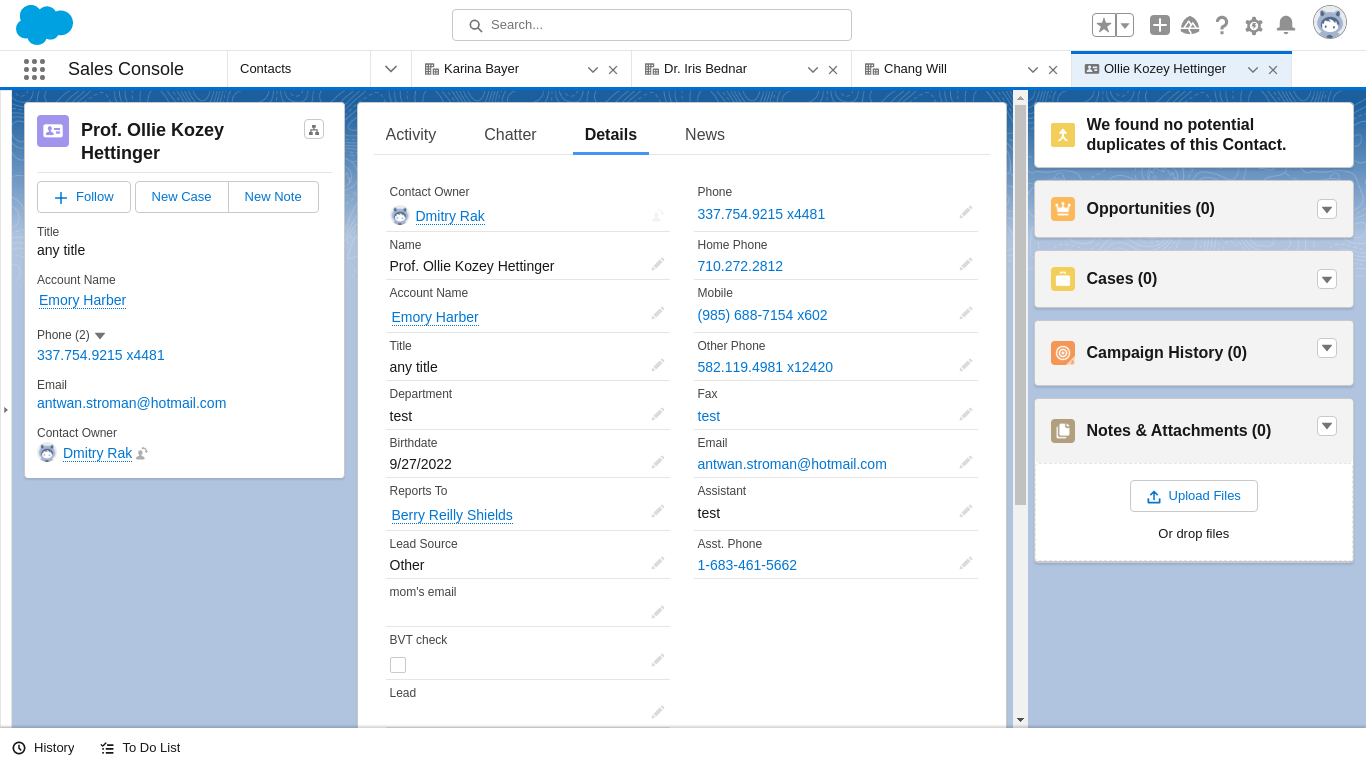 Search...
Sales Console
Contacts
Karina Bayer
Dr. Iris Bednar
Chang Will
Ollie Kozey Hettinger
Prof. Ollie Kozey
Hettinger
Follow
New Case
New Note
Title
any title
Account Name
Emory Harber
Phone (2)
337.754.9215 x4481
Email
antwan.stroman@hotmail.com
Contact Owner
Dmitry Rak
Activity
Chatter
Details
News
Contact Owner
Dmitry Rak
Name
Prof. Ollie Kozey Hettinger
Account Name
Emory Harber
Title
any title
Department
test
Birthdate
9/27/2022
Reports To
Berry Reilly Shields
Lead Source
Other
mom's email
BVT check
Lead
Phone
337.754.9215 x4481
Home Phone
710.272.2812
Mobile
(985) 688-7154 x602
Other Phone
582.119.4981 x12420
Fax
test
Email
antwan.stroman@hotmail.com
Assistant
test
Asst. Phone
1-683-461-5662
We found no potential
duplicates of this Contact.
Opportunities (0)
Cases (0)
Campaign History (0)
Notes & Attachments (0)
Upload Files
Or drop files
History
To Do List